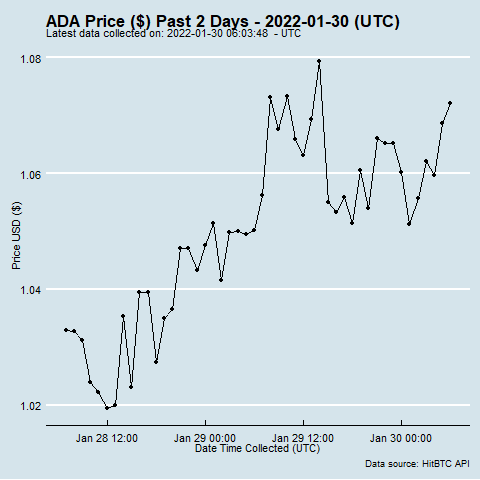 ADA Price ($) Past 2 Days - 2022-01-30 (UTC)
Latest data collected on: 2022-01-30 06:03:48  - UTC
1.08
1.06
1.04
1.02
Price USD ($)
Jan 28 12:00
Jan 29 00:00
Jan 29 12:00
Jan 30 00:00
Date Time Collected (UTC)
Data source: HitBTC API